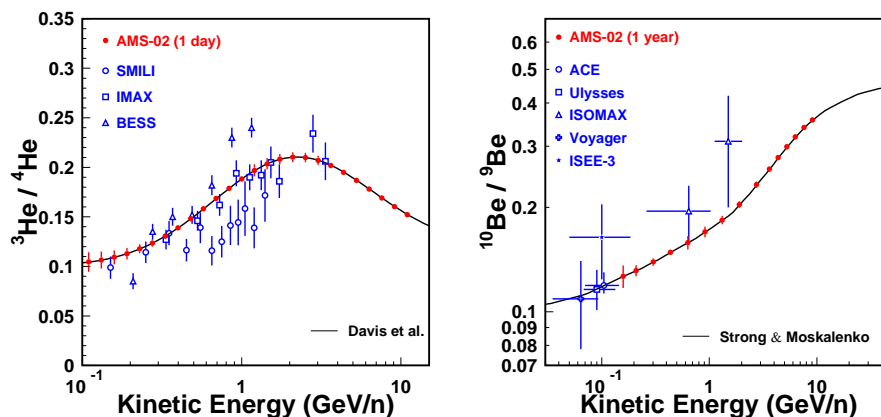 0.35
0.3
0.25
0.2
0.15
0.1
0.05
0
³He / ⁴He
AMS-02 (1 day)
SMILI
IMAX
BESS
Davis et al.
10⁻¹
1
10
Kinetic Energy (GeV/n)
0.6
0.5
0.4
0.3
0.2
0.1
0.09
0.08
0.07
¹⁰Be / ⁹Be
AMS-02 (1 year)
ACE
Ulysses
ISOMAX
Voyager
ISEE-3
Strong & Moskalenko
10⁻¹
1
10
Kinetic Energy (GeV/n)